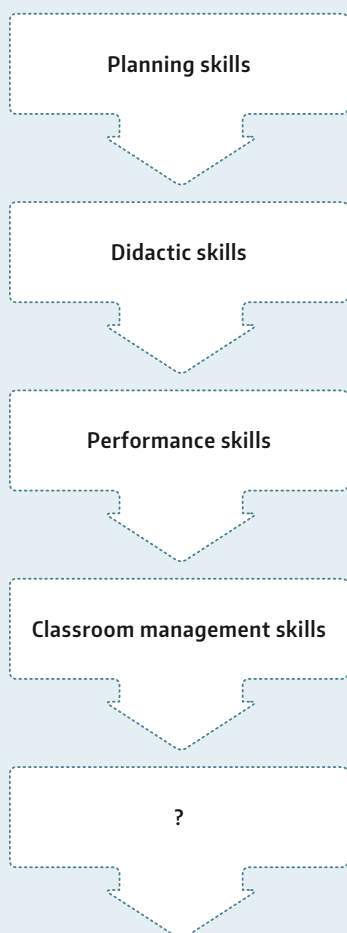 Planning skills
Didactic skills
Performance skills
Classroom management skills
?